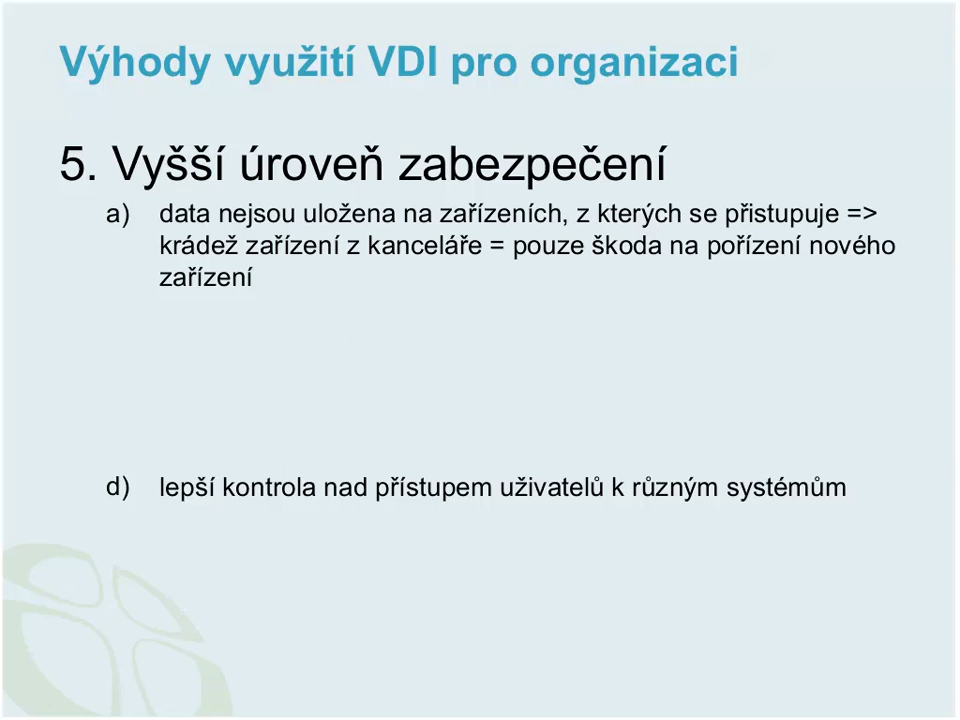 Výhody využití VDI pro organizaci
5. Vyšší úroveň zabezpečení
a) data nejsou uložena na zařízeních, z kterých se přistupuje =>
krádež zařízení z kanceláře = pouze škoda na pořízení nového
zařízení
d) lepší kontrola nad přístupem uživatelů k různým systémům